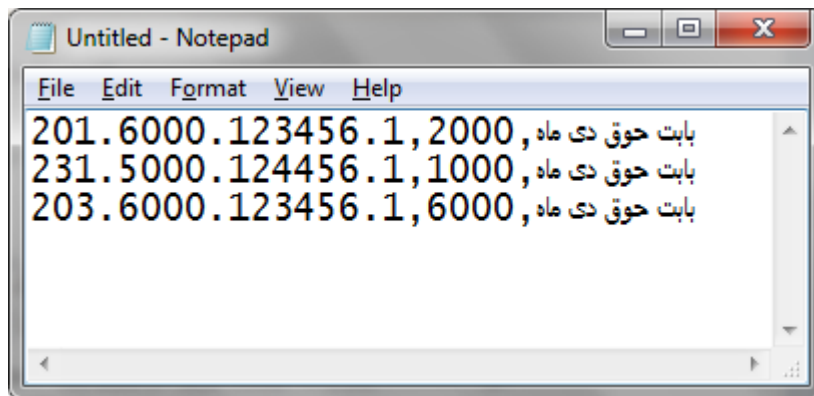 Untitled - Notepad
File Edit Format View Help
201.6000.123456.1,2000,بابت حوق دی ماه
231.5000.124456.1,1000,بابت حوق دی ماه
203.6000.123456.1,6000,بابت حوق دی ماه